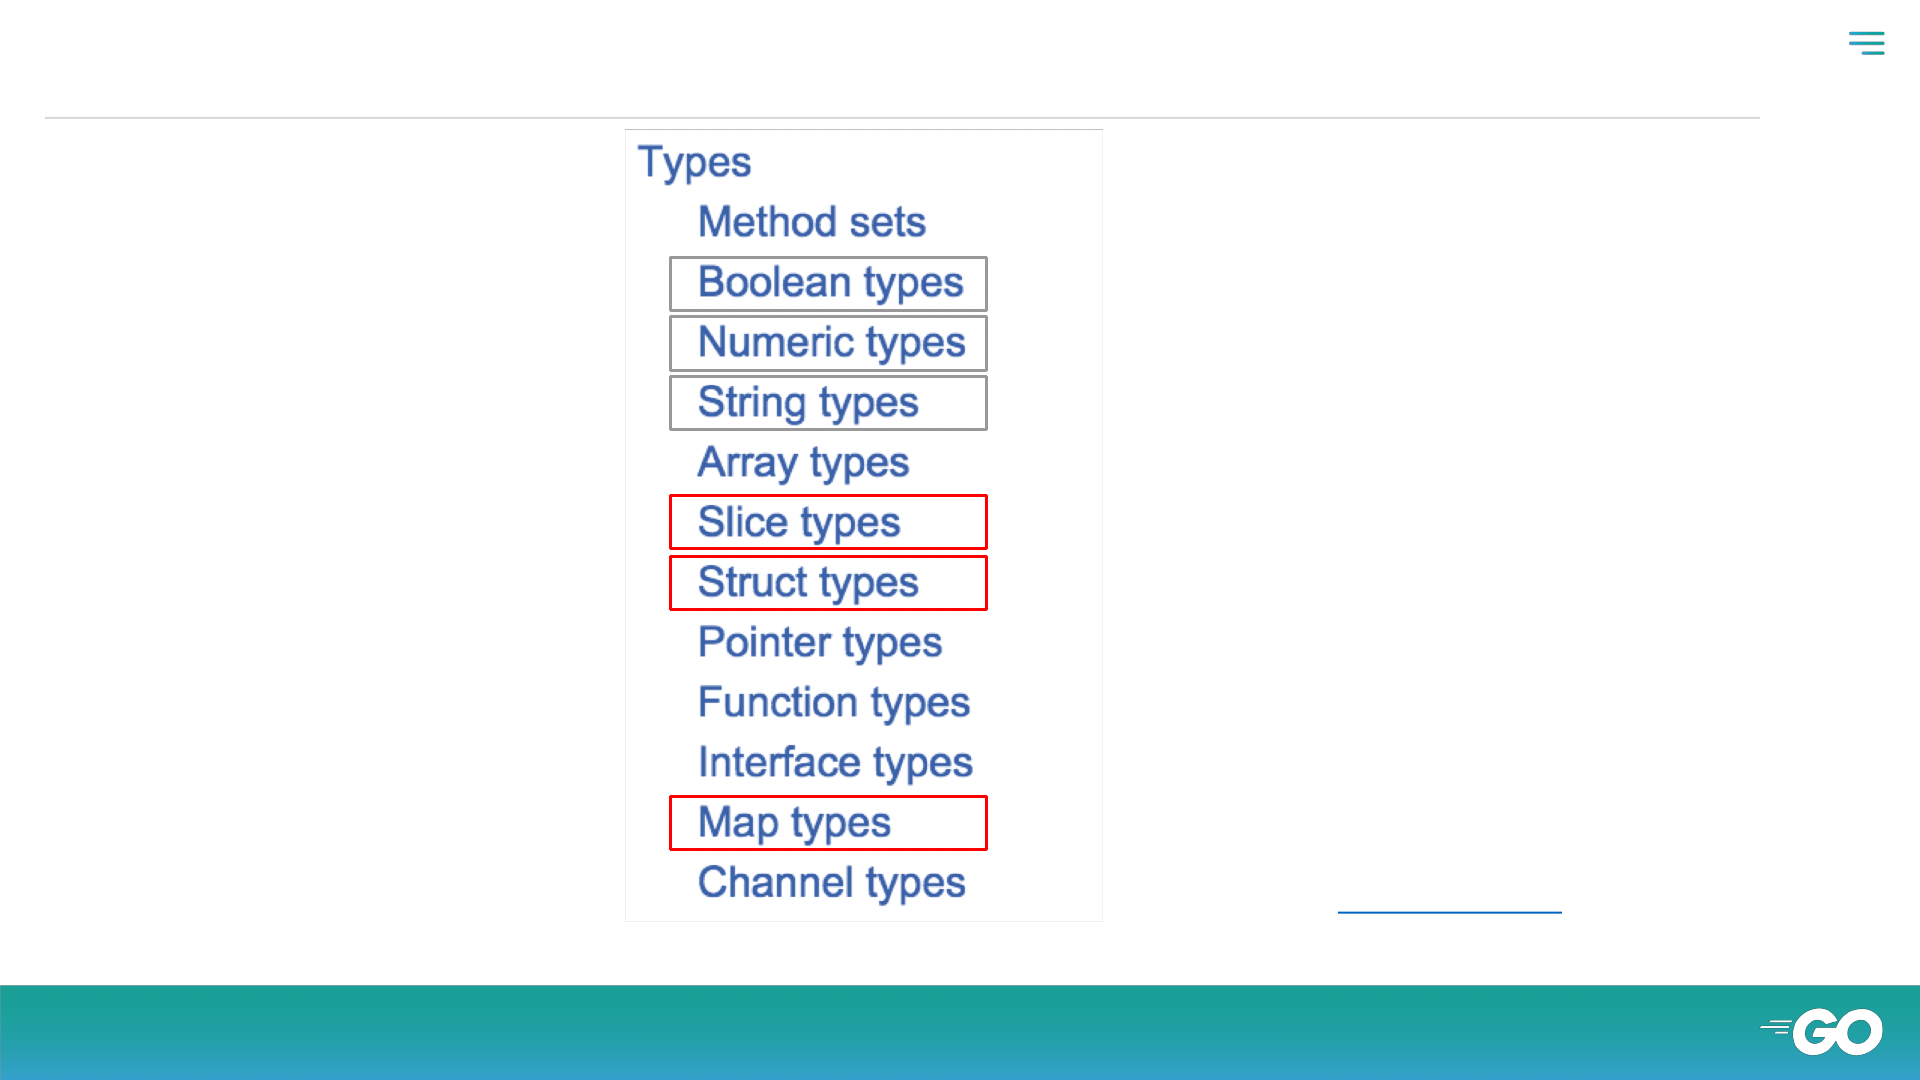 Types
Method sets
Boolean types
Numeric types
String types
Array types
Slice types
Struct types
Pointer types
Function types
Interface types
Map types
Channel types
GO